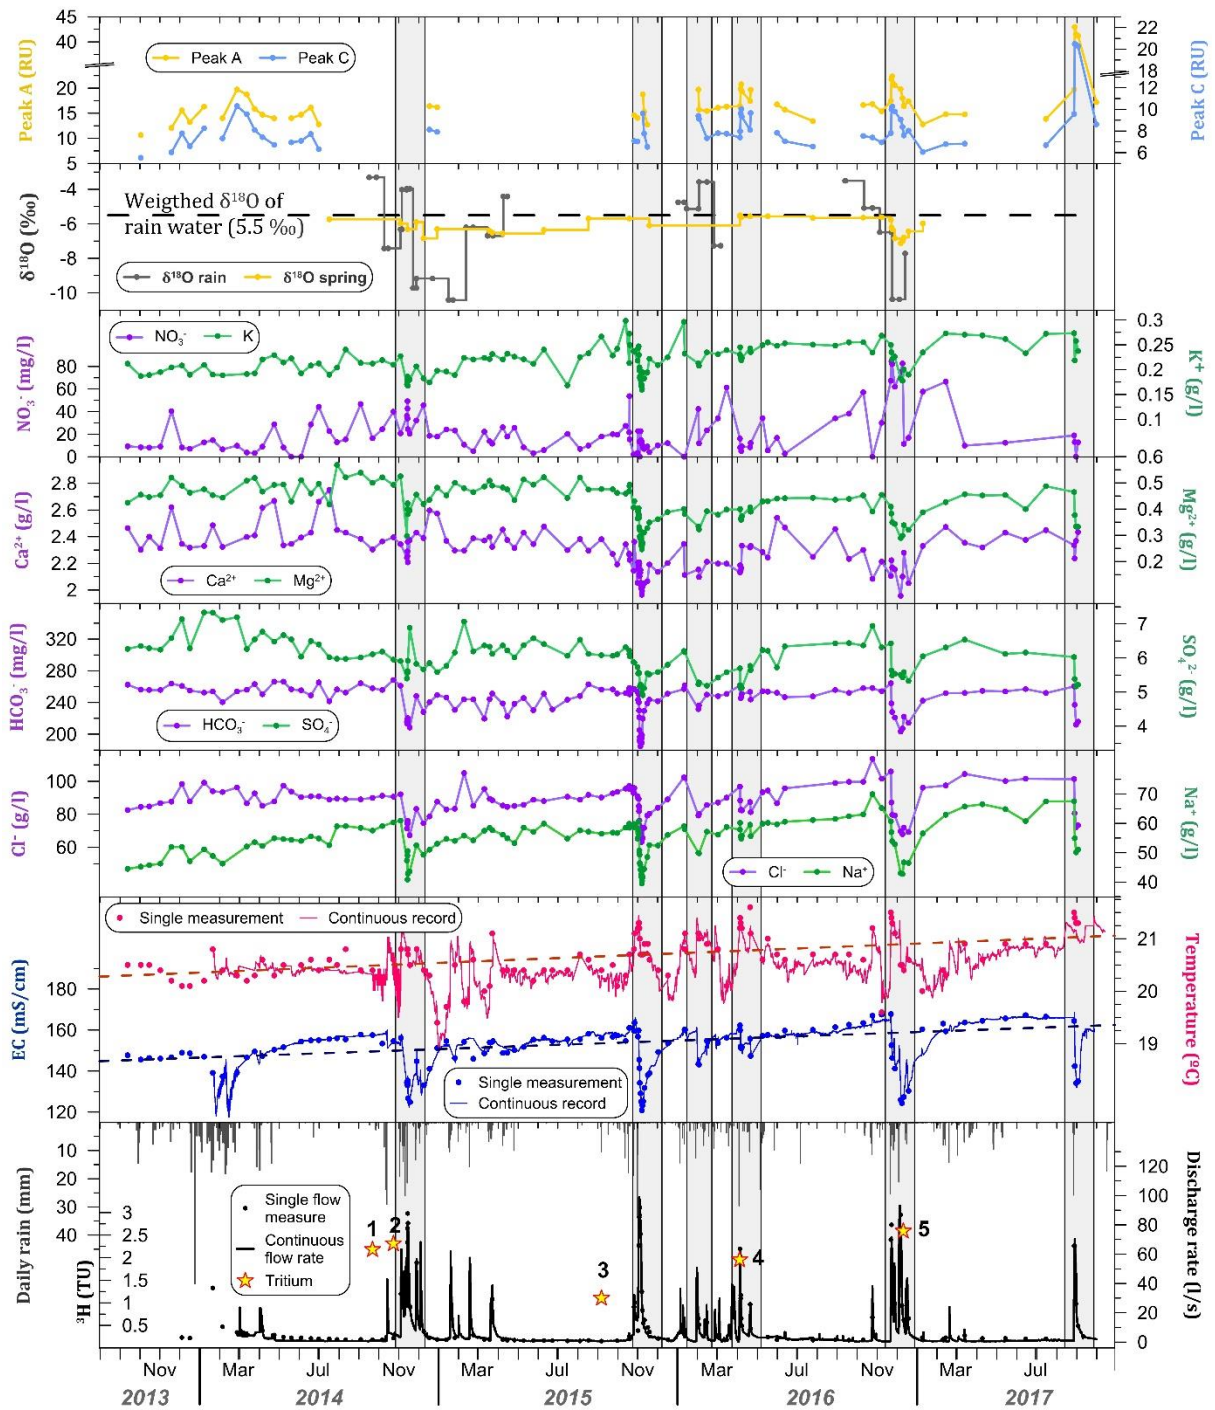 45
40
20
15
10
5
Peak A (RU)
Peak A Peak C
22
20
18
12
10
8
6
Peak C (RU)
-4
-6
-8
-10
δ¹⁸O (‰)
Weigthed δ¹⁸O of
rain water (5.5 ‰)
δ¹⁸O rain δ¹⁸O spring
NO₃⁻ K
80
60
40
20
0
NO₃⁻ (mg/l)
0.3
0.25
0.2
0.15
0.1
K⁺ (g/l)
2.8
2.6
2.4
2.2
2
Ca²⁺ (g/l)
Ca²⁺ Mg²⁺
0.6
0.5
0.4
0.3
0.2
Mg²⁺ (g/l)
320
280
240
200
HCO₃⁻ (mg/l)
HCO₃⁻ SO₄⁻
7
6
5
4
SO₄²⁻ (g/l)
100
80
60
Cl⁻ (g/l)
Cl⁻ Na⁺
70
60
50
40
Na⁺ (g/l)
Single measurement Continuous record
180
160
140
120
EC (mS/cm)
21
20
19
Temperature (ºC)
Single measurement
Continuous record
10
20
30
40
Daily rain (mm)
3
2.5
2
1.5
1
0.5
³H (TU)
Single flow
measure
Continuous
flow rate
Tritium
1 2 3 4 5
120
100
80
60
40
20
0
Discharge rate (l/s)
Nov Mar Jul Nov Mar Jul Nov Mar Jul Nov Mar Jul
2013 2014 2015 2016 2017